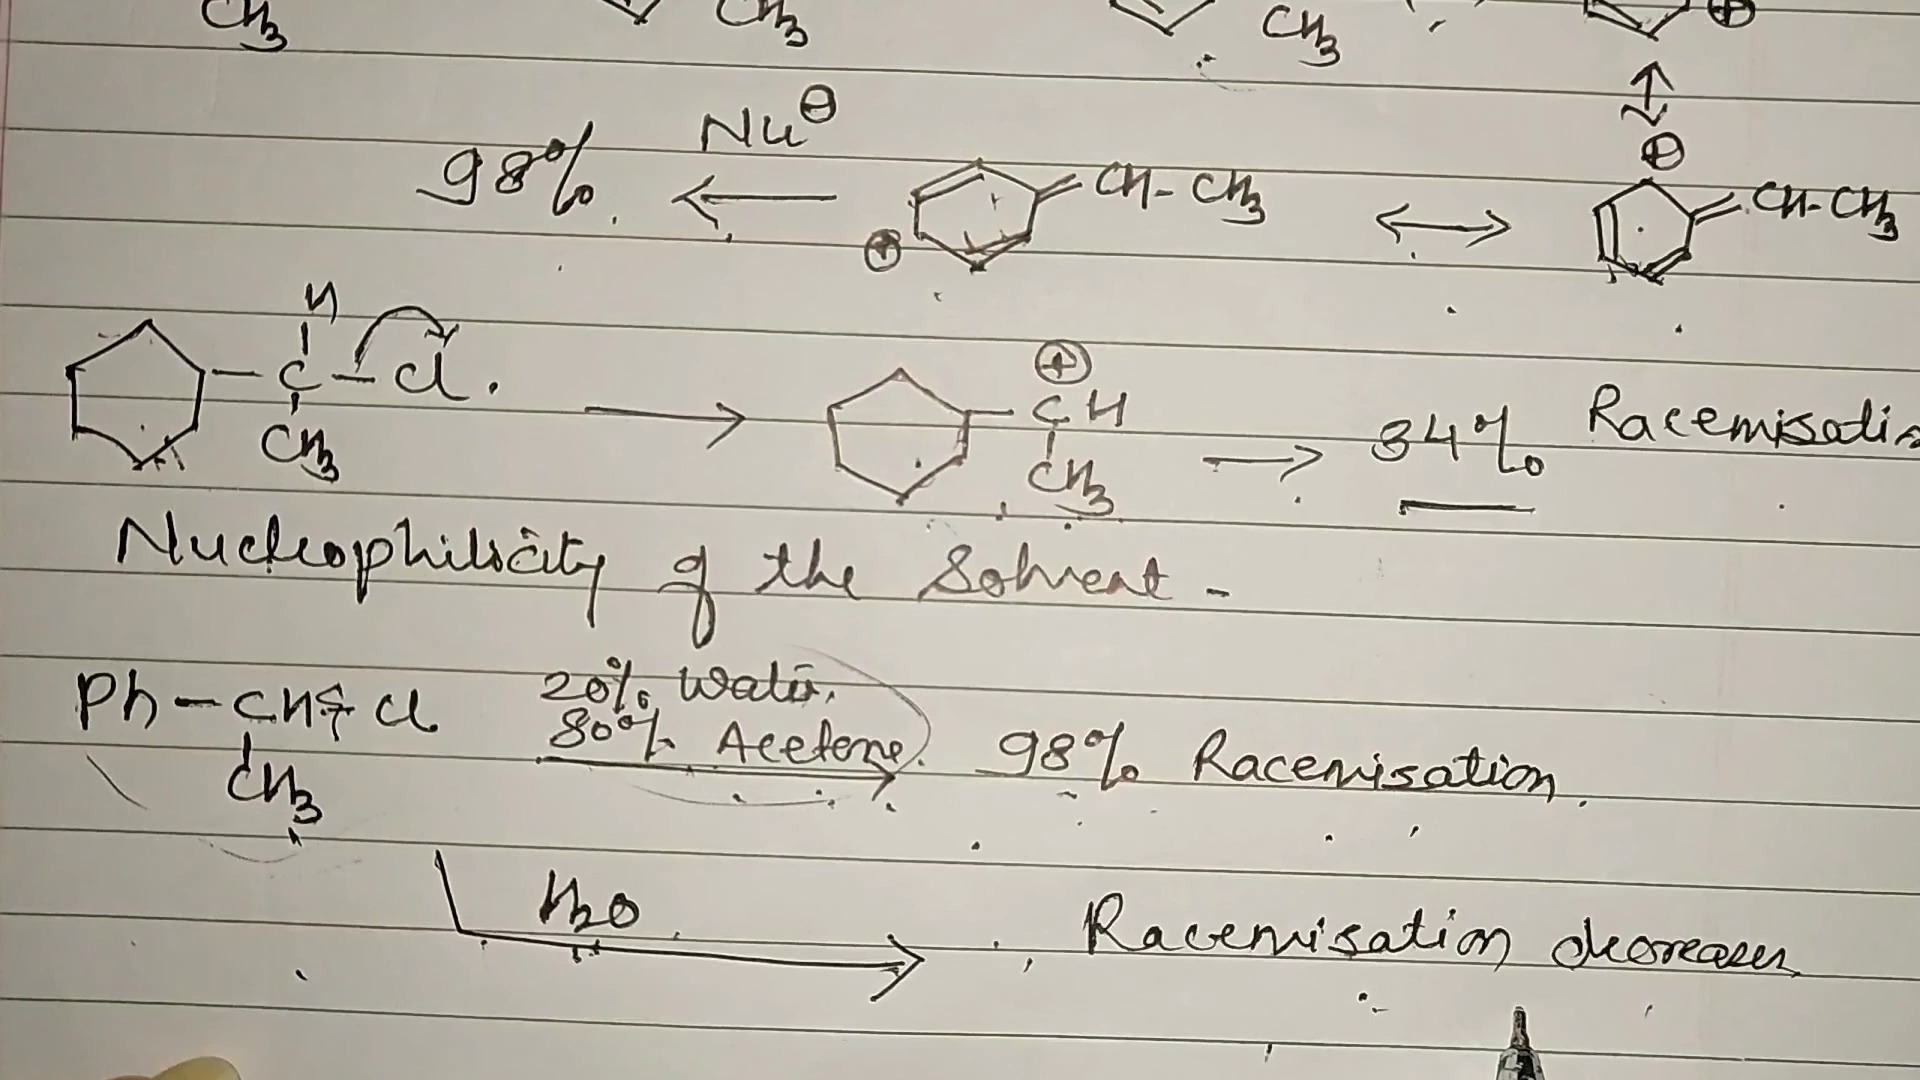 CH3 CH3 CH3 ⊕
98% Nu⊖ ⊕ CH-CH3 ⊕ CH-CH3
H
C-Cl. ⊕ CH 34% Racemisatio
CH3 CH3
Nucleophilicity of the Solvent -
Ph-CH-Cl 20% Water, 80% Acetone. 98% Racemisation.
CH3
H2O Racemisation decreases